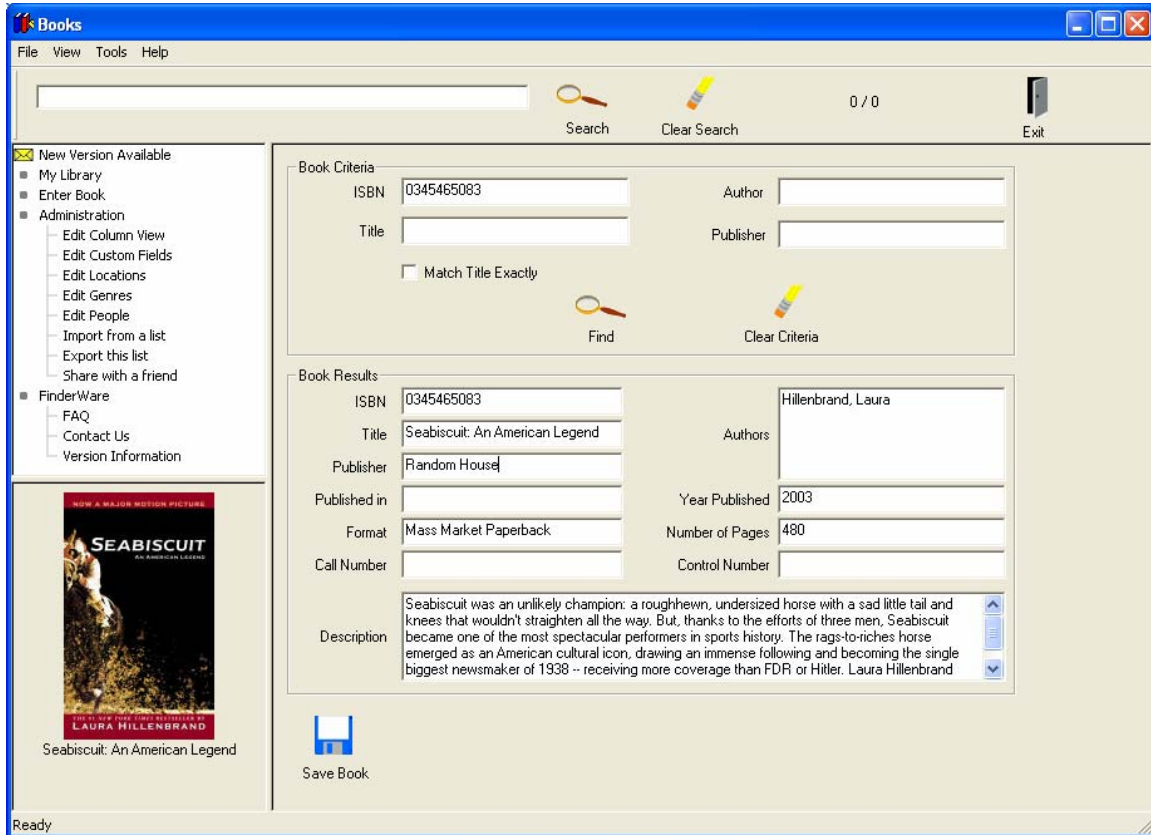 Books
File View Tools Help
Search
Clear Search
0 / 0
Exit
New Version Available
My Library
Enter Book
Administration
Edit Column View
Edit Custom Fields
Edit Locations
Edit Genres
Edit People
Import from a list
Export this list
Share with a friend
FinderWare
FAQ
Contact Us
Version Information
NOW A MAJOR MOTION PICTURE
SEABISCUIT
AN AMERICAN LEGEND
THE #1 NEW YORK TIMES BESTSELLER BY
LAURA HILLENBRAND
Seabiscuit: An American Legend
Book Criteria
ISBN 0345465083 Author
Title Publisher
Match Title Exactly
Find Clear Criteria
Book Results
ISBN 0345465083 Authors Hillenbrand, Laura
Title Seabiscuit: An American Legend
Publisher Random House
Published in Year Published 2003
Format Mass Market Paperback Number of Pages 480
Call Number Control Number
Description
Seabiscuit was an unlikely champion: a roughhewn, undersized horse with a sad little tail and
knees that wouldn't straighten all the way. But, thanks to the efforts of three men, Seabiscuit
became one of the most spectacular performers in sports history. The rags-to-riches horse
emerged as an American cultural icon, drawing an immense following and becoming the single
biggest newsmaker of 1938 -- receiving more coverage than FDR or Hitler. Laura Hillenbrand
Save Book
Ready